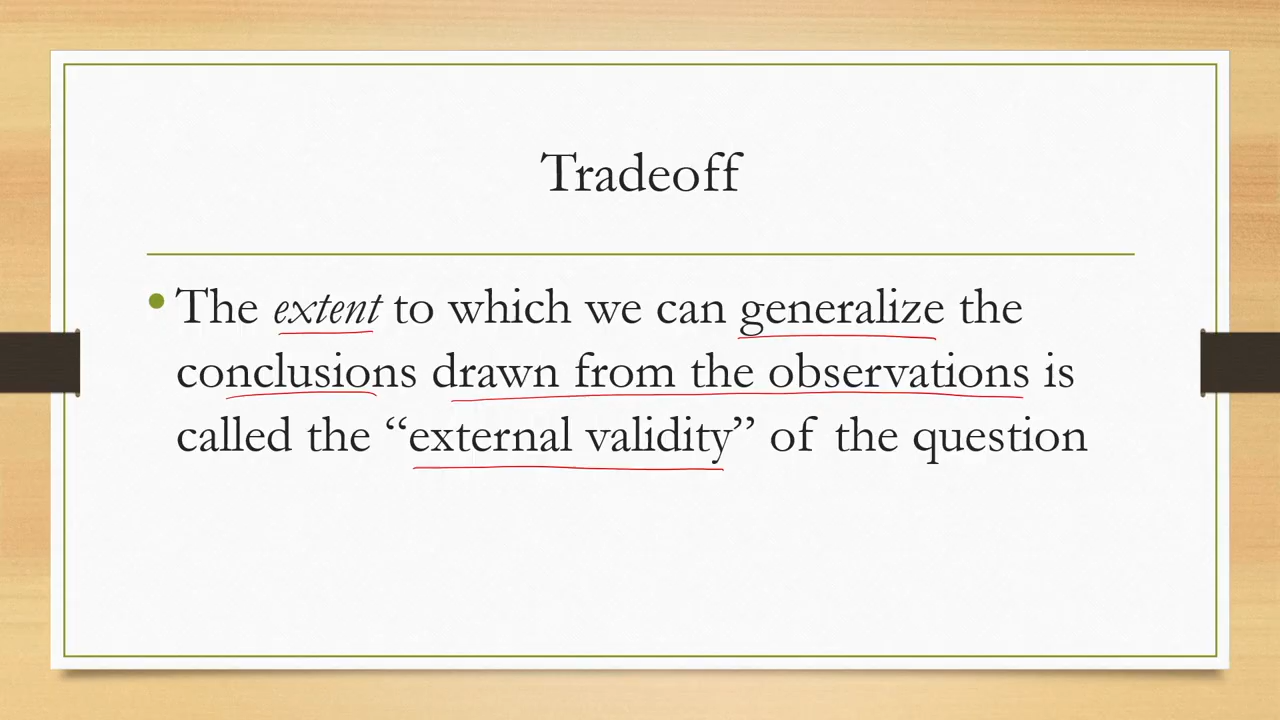 Tradeoff
• The extent to which we can generalize the
conclusions drawn from the observations is
called the “external validity” of the question